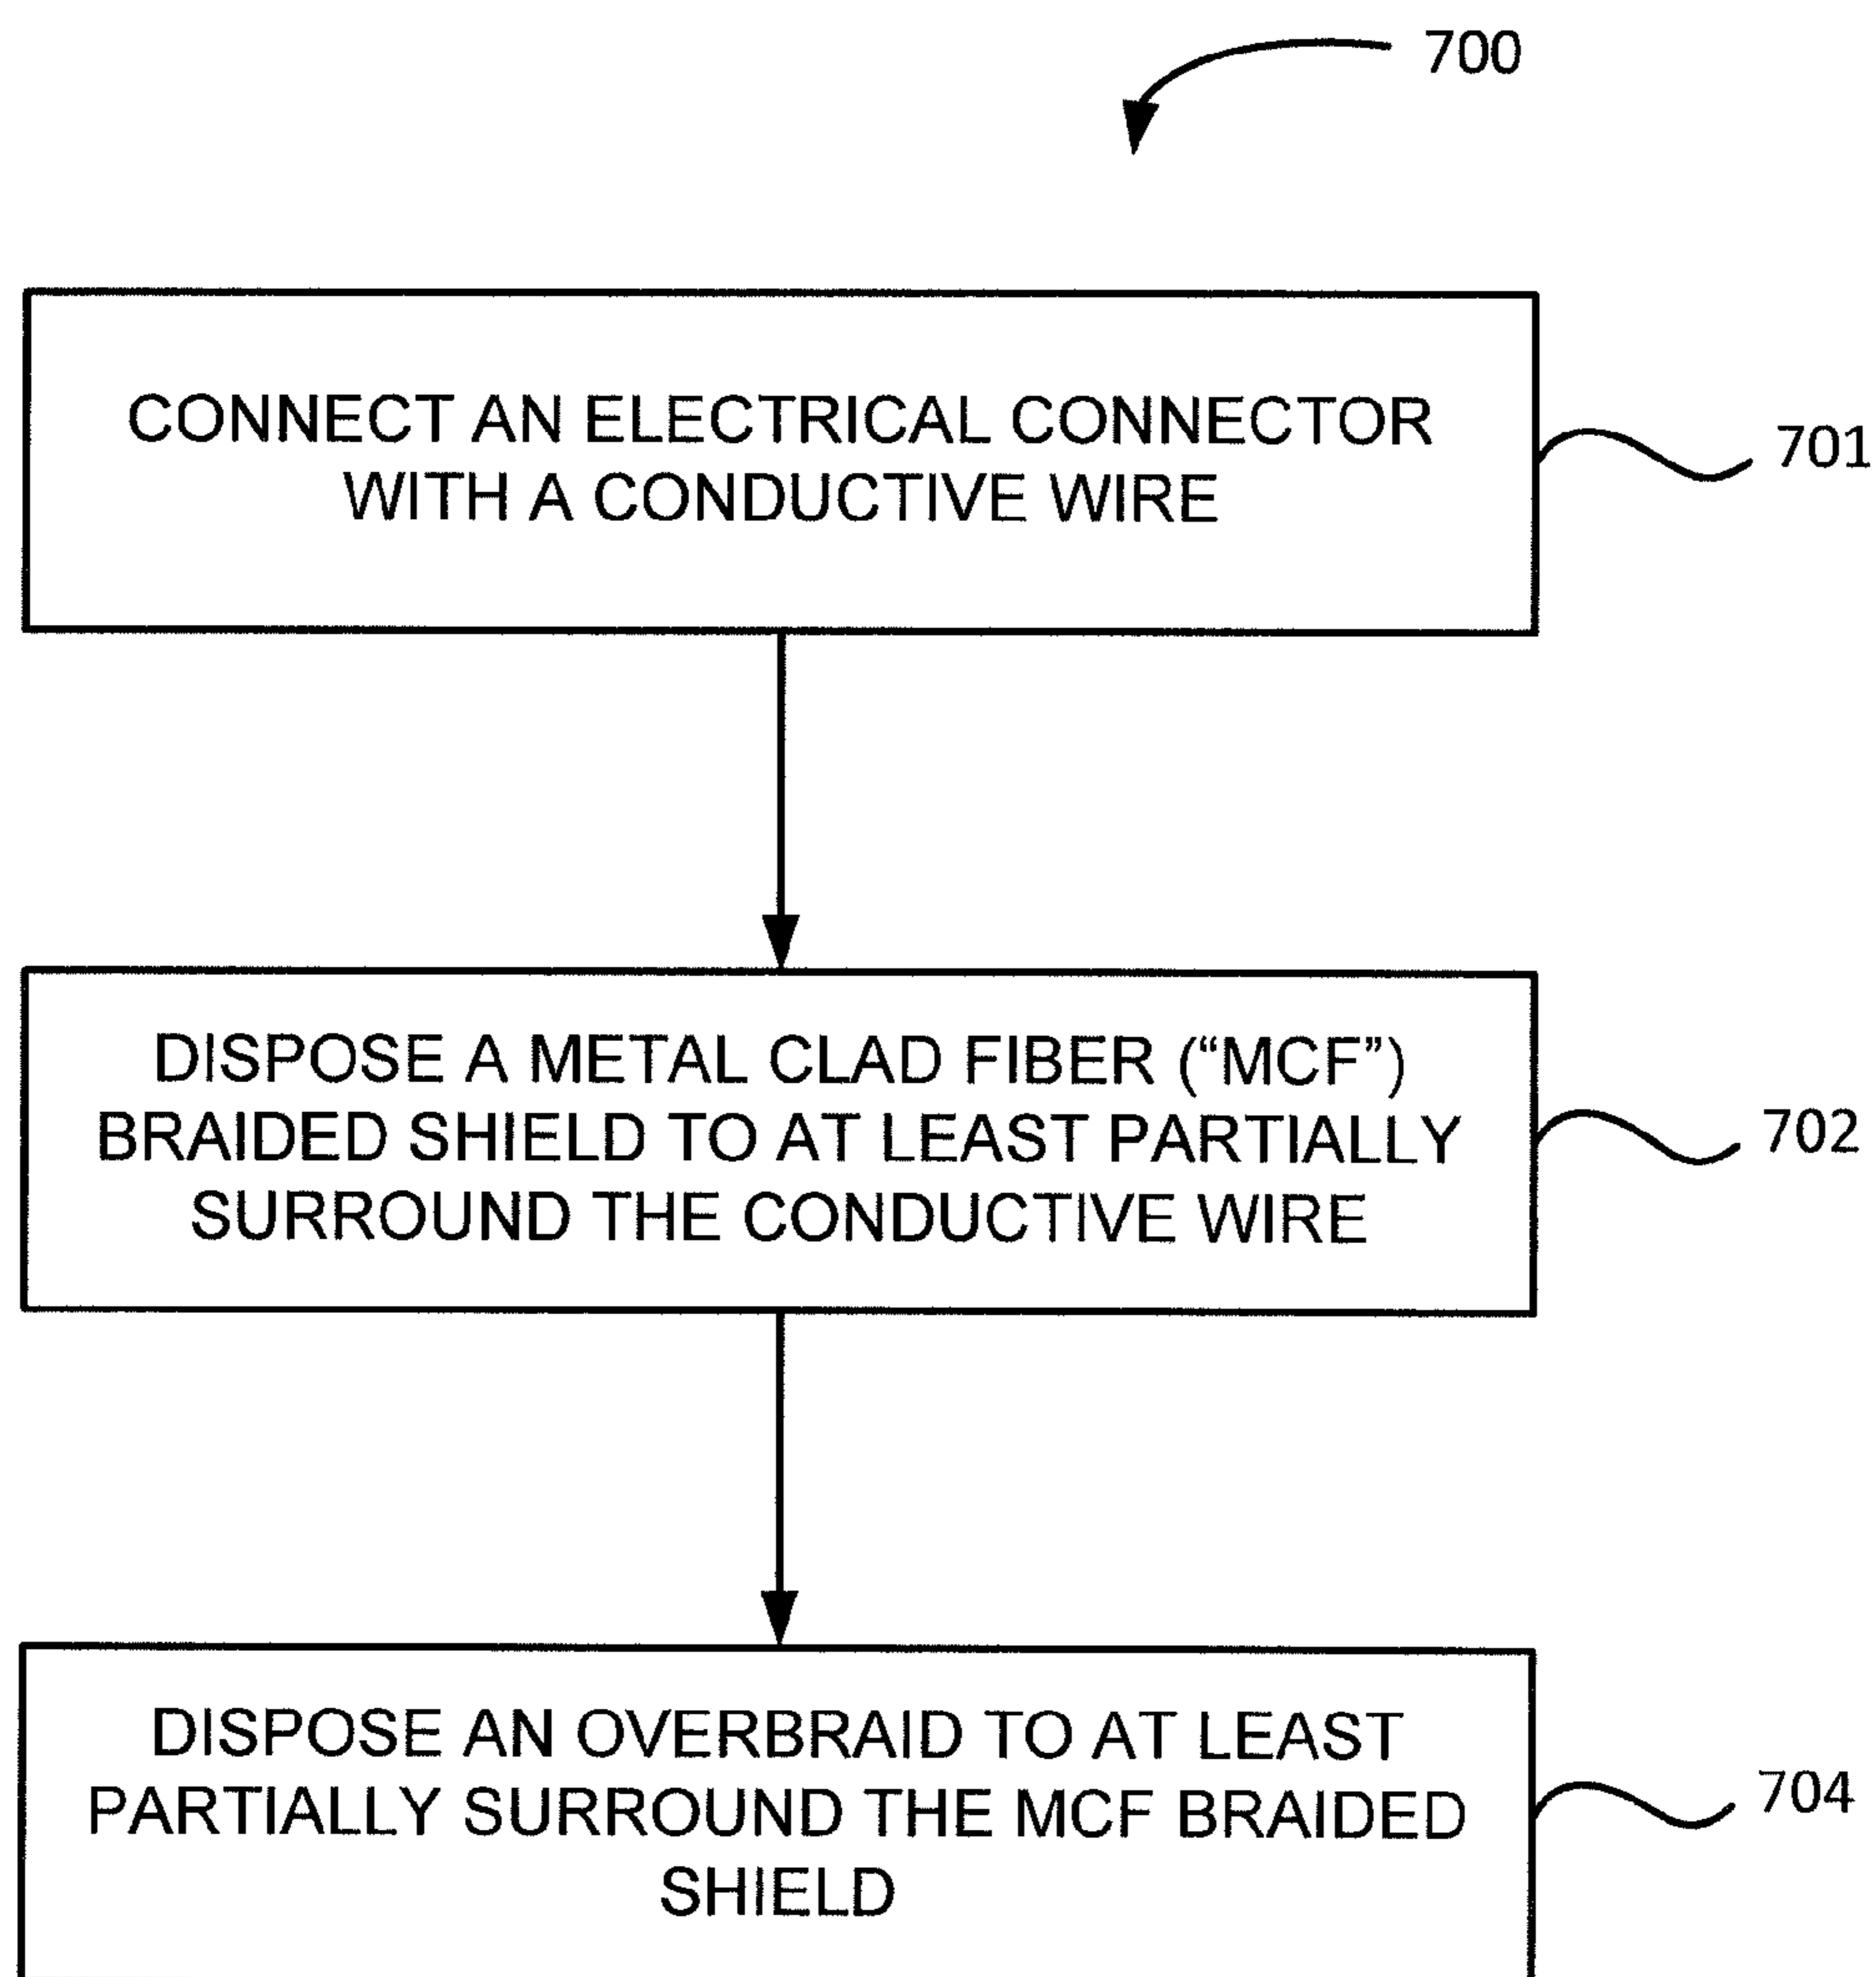 700
CONNECT AN ELECTRICAL CONNECTOR
WITH A CONDUCTIVE WIRE
701
DISPOSE A METAL CLAD FIBER (“MCF”)
BRAIDED SHIELD TO AT LEAST PARTIALLY
SURROUND THE CONDUCTIVE WIRE
702
DISPOSE AN OVERBRAID TO AT LEAST
PARTIALLY SURROUND THE MCF BRAIDED
SHIELD
704